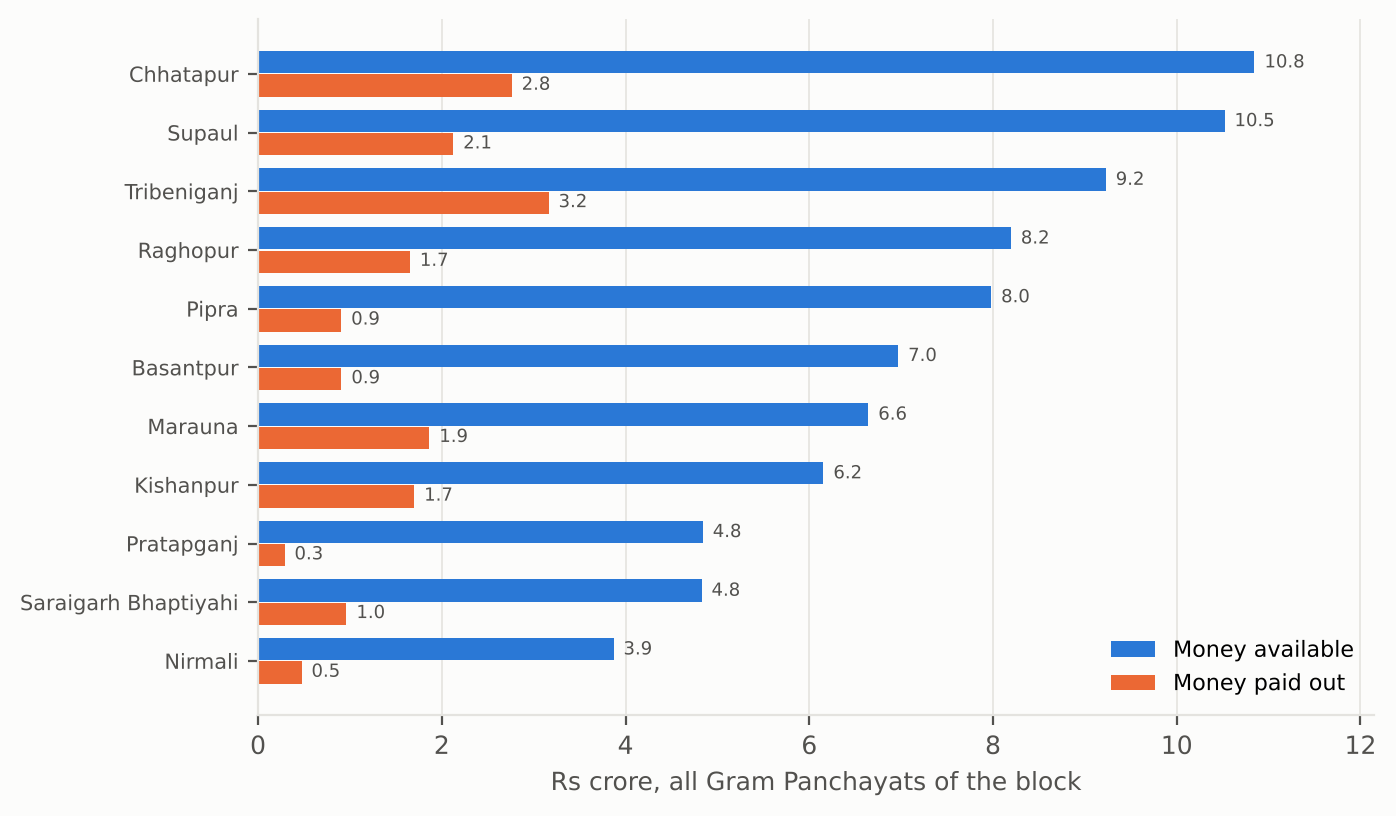 Chhatapur 10.8
2.8
Supaul 10.5
2.1
Tribeniganj 9.2
3.2
Raghopur 8.2
1.7
Pipra 8.0
0.9
Basantpur 7.0
0.9
Marauna 6.6
1.9
Kishanpur 6.2
1.7
Pratapganj 4.8
0.3
Saraigarh Bhaptiyahi 4.8
1.0
Nirmali 3.9
0.5
Money available
Money paid out
0 2 4 6 8 10 12
Rs crore, all Gram Panchayats of the block